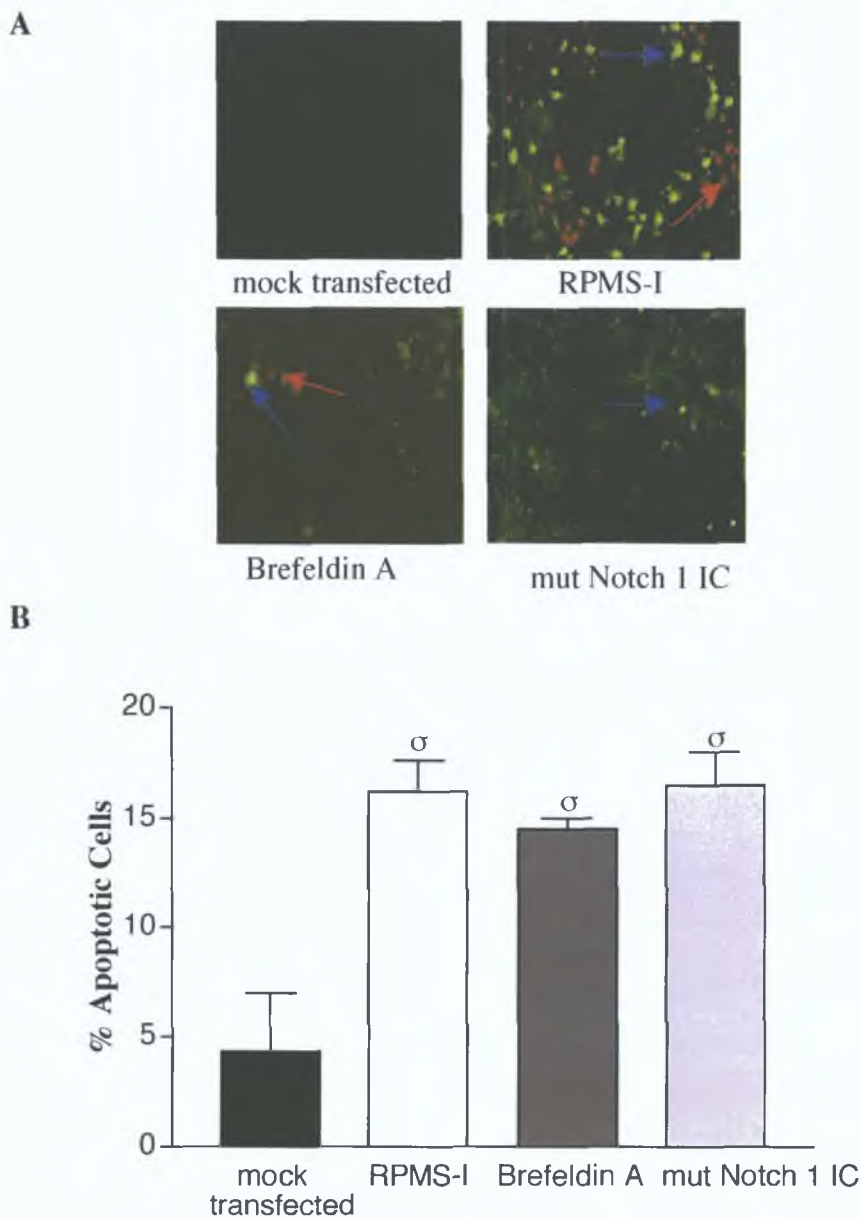 A
mock transfected
RPMS-I
Brefeldin A
mut Notch 1 IC
B
% Apoptotic Cells
20
15
10
5
0
σ
σ
σ
mock
transfected
RPMS-I
Brefeldin A
mut Notch 1 IC